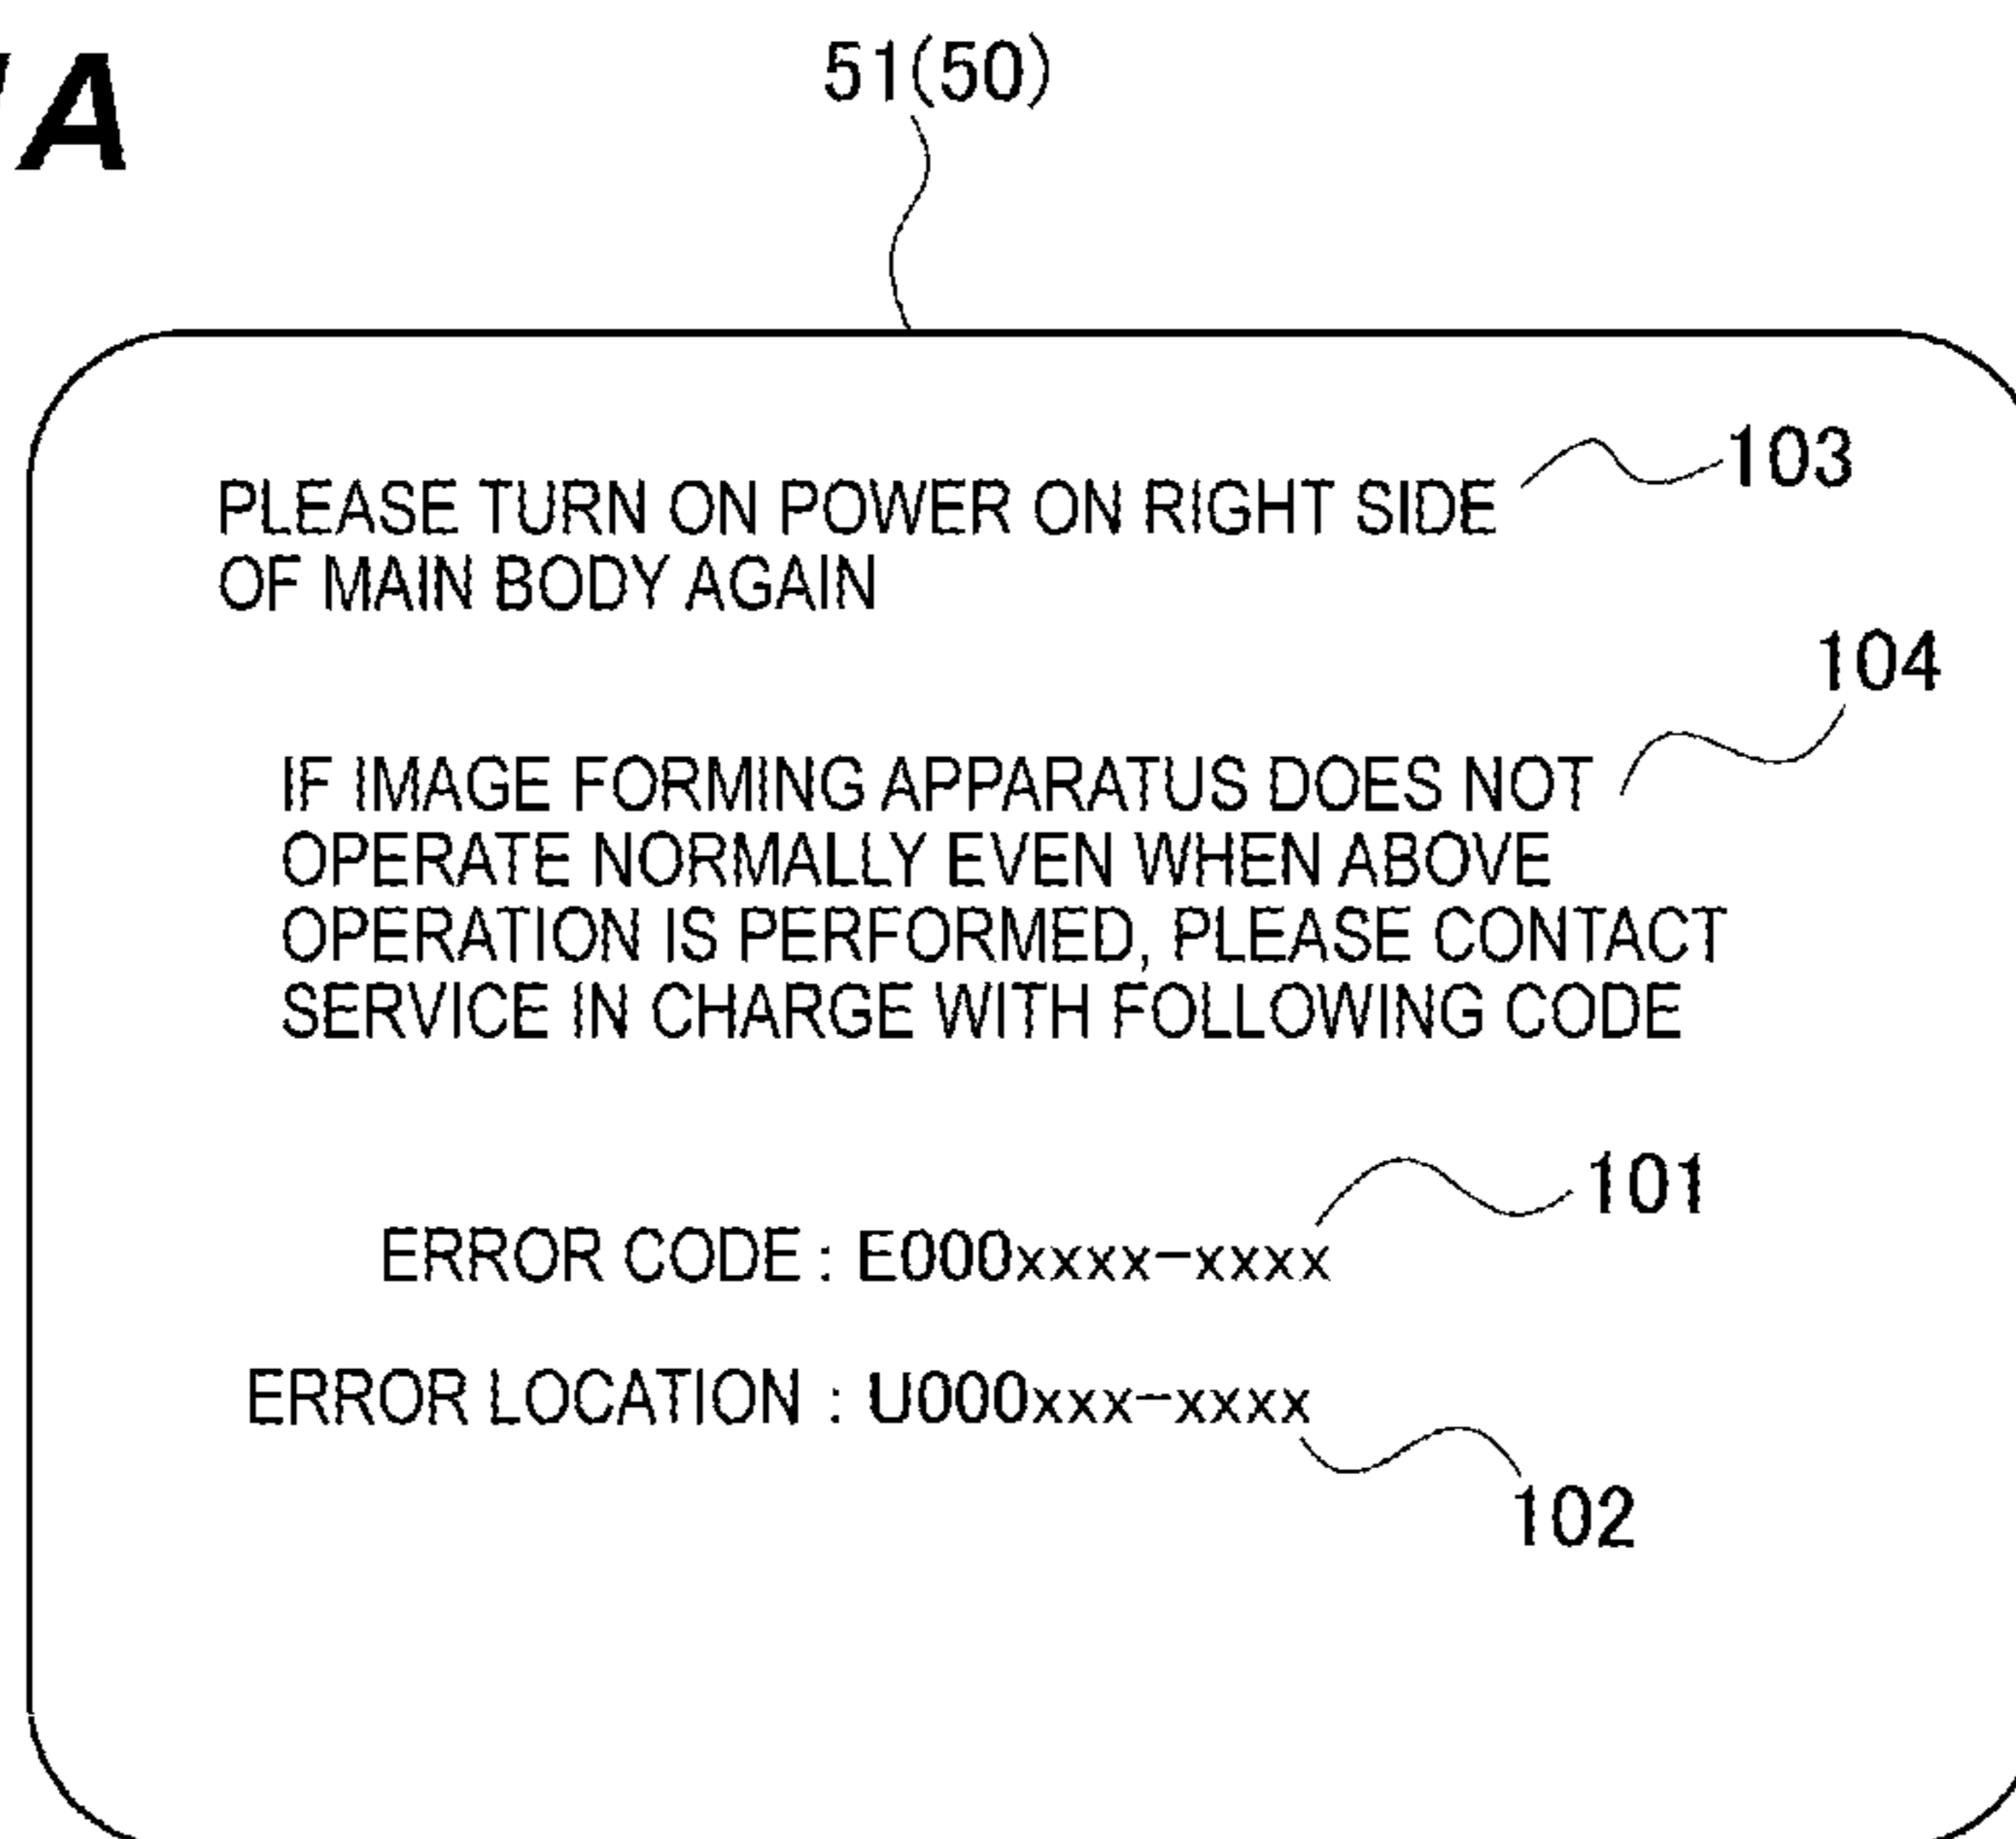 A
51(50)
PLEASE TURN ON POWER ON RIGHT SIDE
103
OF MAIN BODY AGAIN
104
IF IMAGE FORMING APPARATUS DOES NOT
OPERATE NORMALLY EVEN WHEN ABOVE
OPERATION IS PERFORMED, PLEASE CONTACT
SERVICE IN CHARGE WITH FOLLOWING CODE
101
ERROR CODE : E000xxxx-xxxx
ERROR LOCATION : U000xxx-xxxx
102